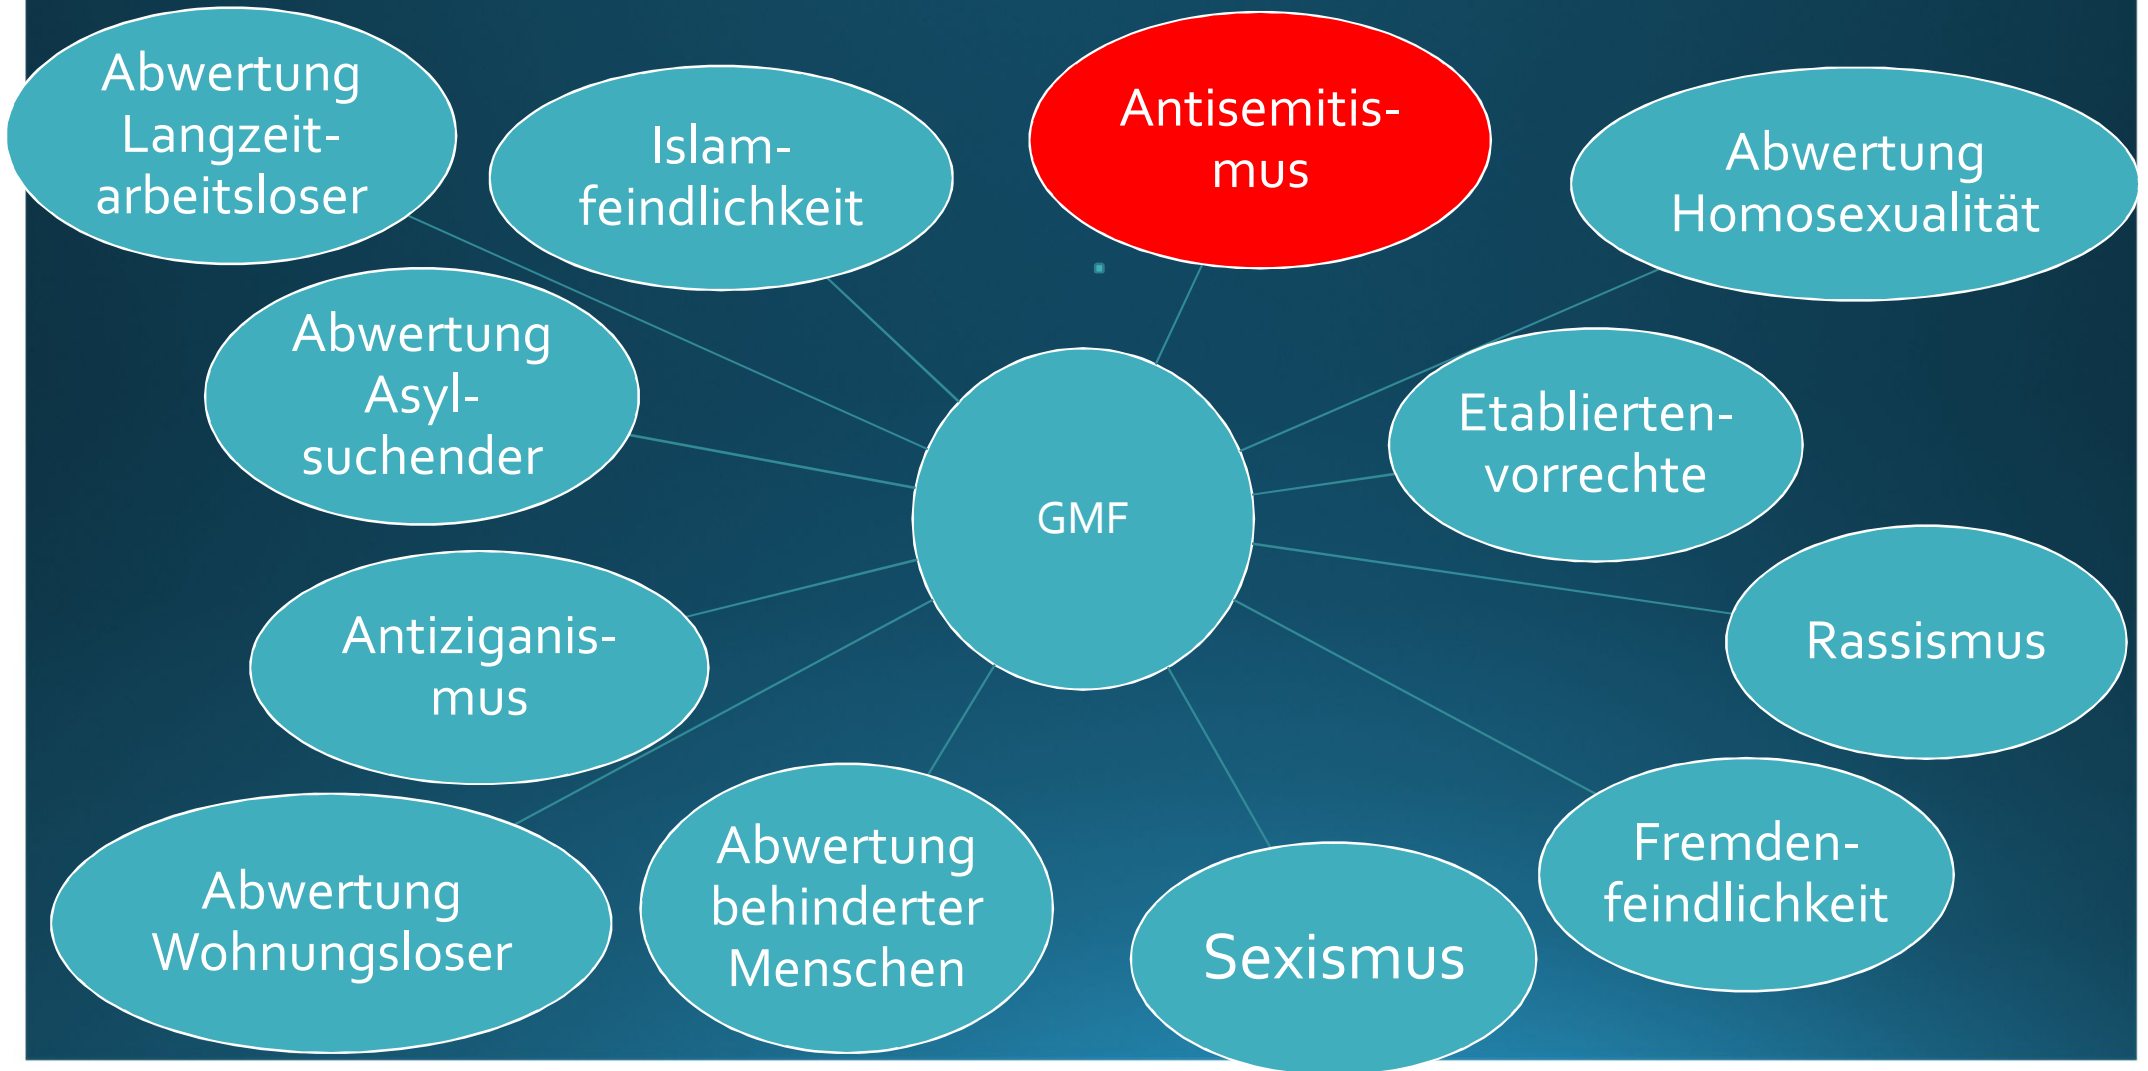 Abwertung
Langzeit-
arbeitsloser
Islam-
feindlichkeit
Antisemitis-
mus
Abwertung
Homosexualität
Abwertung
Asyl-
suchender
Etablierten-
vorrechte
GMF
Antiziganis-
mus
Rassismus
Abwertung
Wohnungsloser
Abwertung
behinderter
Menschen
Sexismus
Fremden-
feindlichkeit